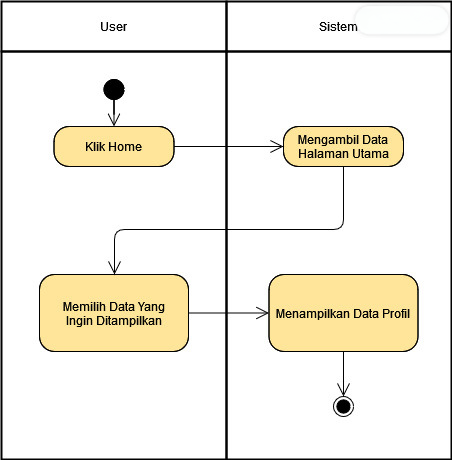 User
Sistem
Klik Home
Mengambil Data
Halaman Utama
Memilih Data Yang
Ingin Ditampilkan
Menampilkan Data Profil